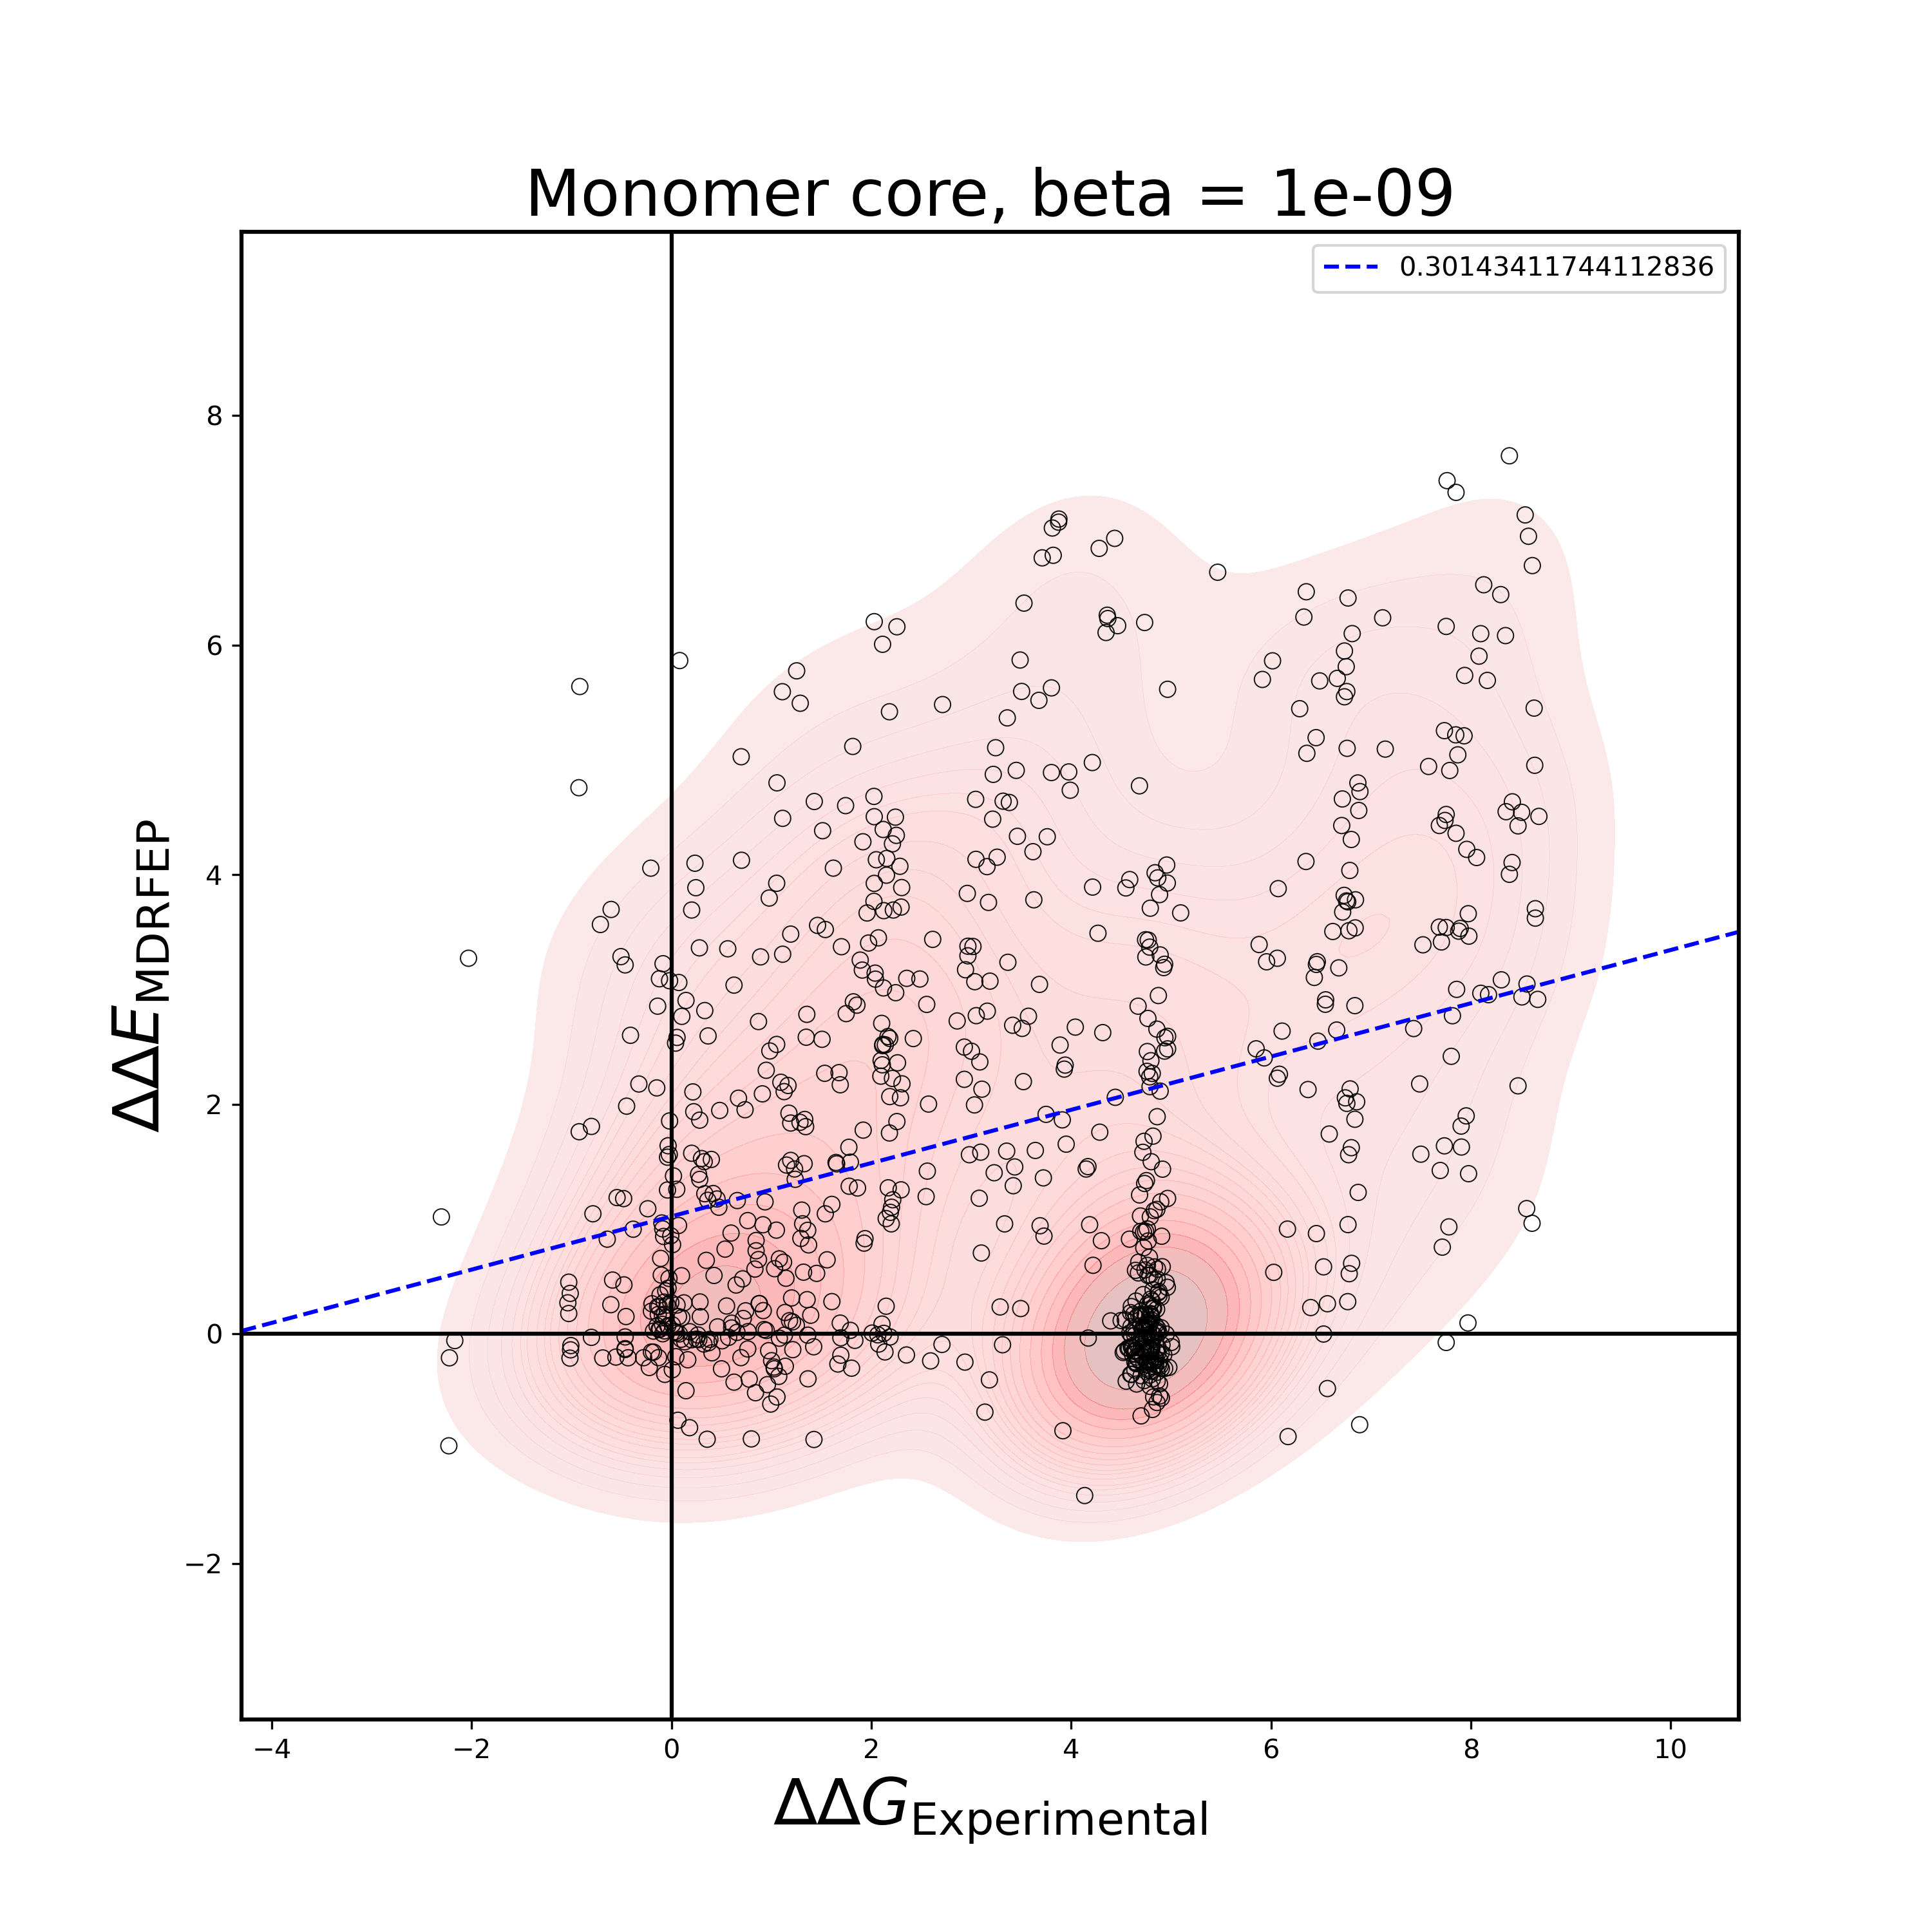 Monomer core, beta = 1e-09
0.30143411744112836
8
6
4
2
0
−2
ΔΔE_MDRFEP
−4 −2 0 2 4 6 8 10
ΔΔG_Experimental